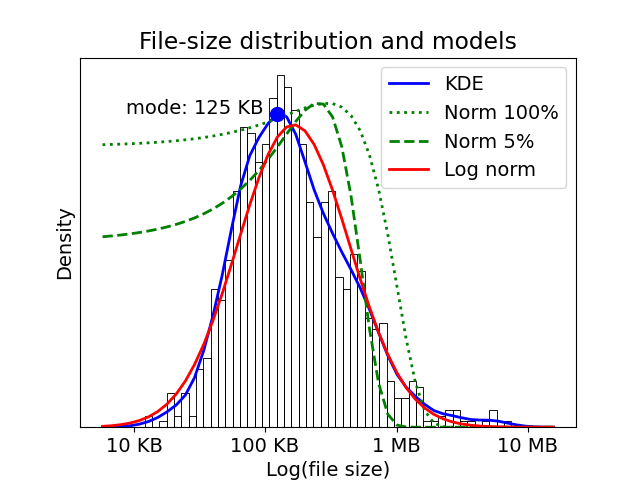 File-size distribution and models
mode: 125 KB
KDE
Norm 100%
Norm 5%
Log norm
Density
10 KB
100 KB
1 MB
10 MB
Log(file size)